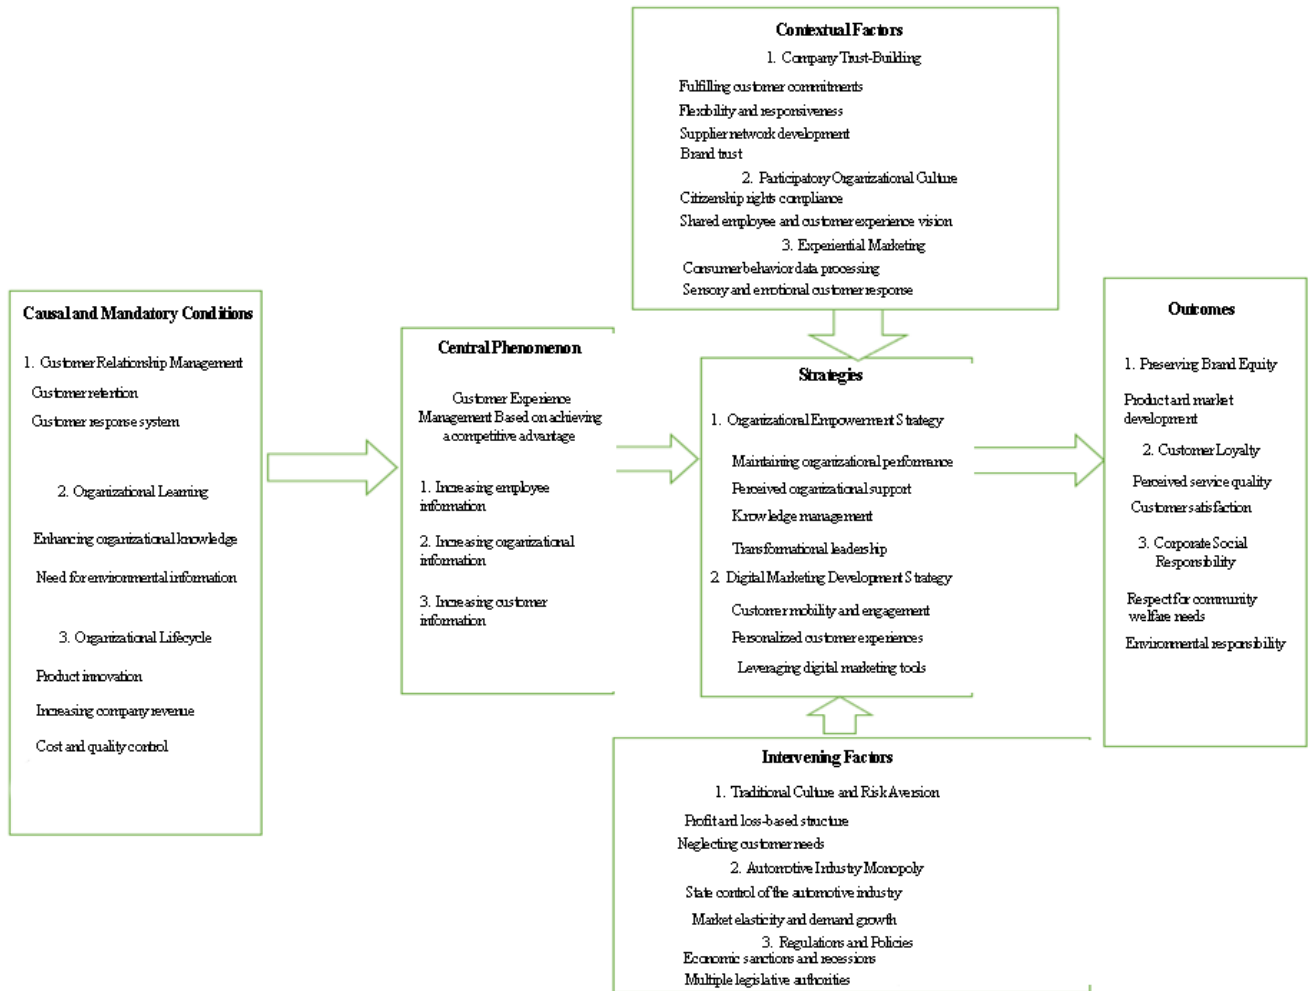 Contextual Factors
1. Company Trust-Building
Fulfilling customer commitments
Flexibility and responsiveness
Supplier network development
Brand trust
2. Participatory Organizational Culture
Citizenship rights compliance
Shared employee and customer experience vision
3. Experiential Marketing
Consumer behavior data processing
Sensory and emotional customer response
Causal and Mandatory Conditions
1. Customer Relationship Management
Customer retention
Customer response system
2. Organizational Learning
Enhancing organizational knowledge
Need for environmental information
3. Organizational Lifecycle
Product innovation
Increasing company revenue
Cost and quality control
Central Phenomenon
Customer Experience
Management Based on achieving
a competitive advantage
1. Increasing employee
information
2. Increasing organizational
information
3. Increasing customer
information
Strategies
1. Organizational Empowerment Strategy
Maintaining organizational performance
Perceived organizational support
Knowledge management
Transformational leadership
2. Digital Marketing Development Strategy
Customer mobility and engagement
Personalized customer experiences
Leveraging digital marketing tools
Outcomes
1. Preserving Brand Equity
Product and market
development
2. Customer Loyalty
Perceived service quality
Customer satisfaction
3. Corporate Social
Responsibility
Respect for community
welfare needs
Environmental responsibility
Intervening Factors
1. Traditional Culture and Risk Aversion
Profit and loss-based structure
Neglecting customer needs
2. Automotive Industry Monopoly
State control of the automotive industry
Market elasticity and demand growth
3. Regulations and Policies
Economic sanctions and recessions
Multiple legislative authorities